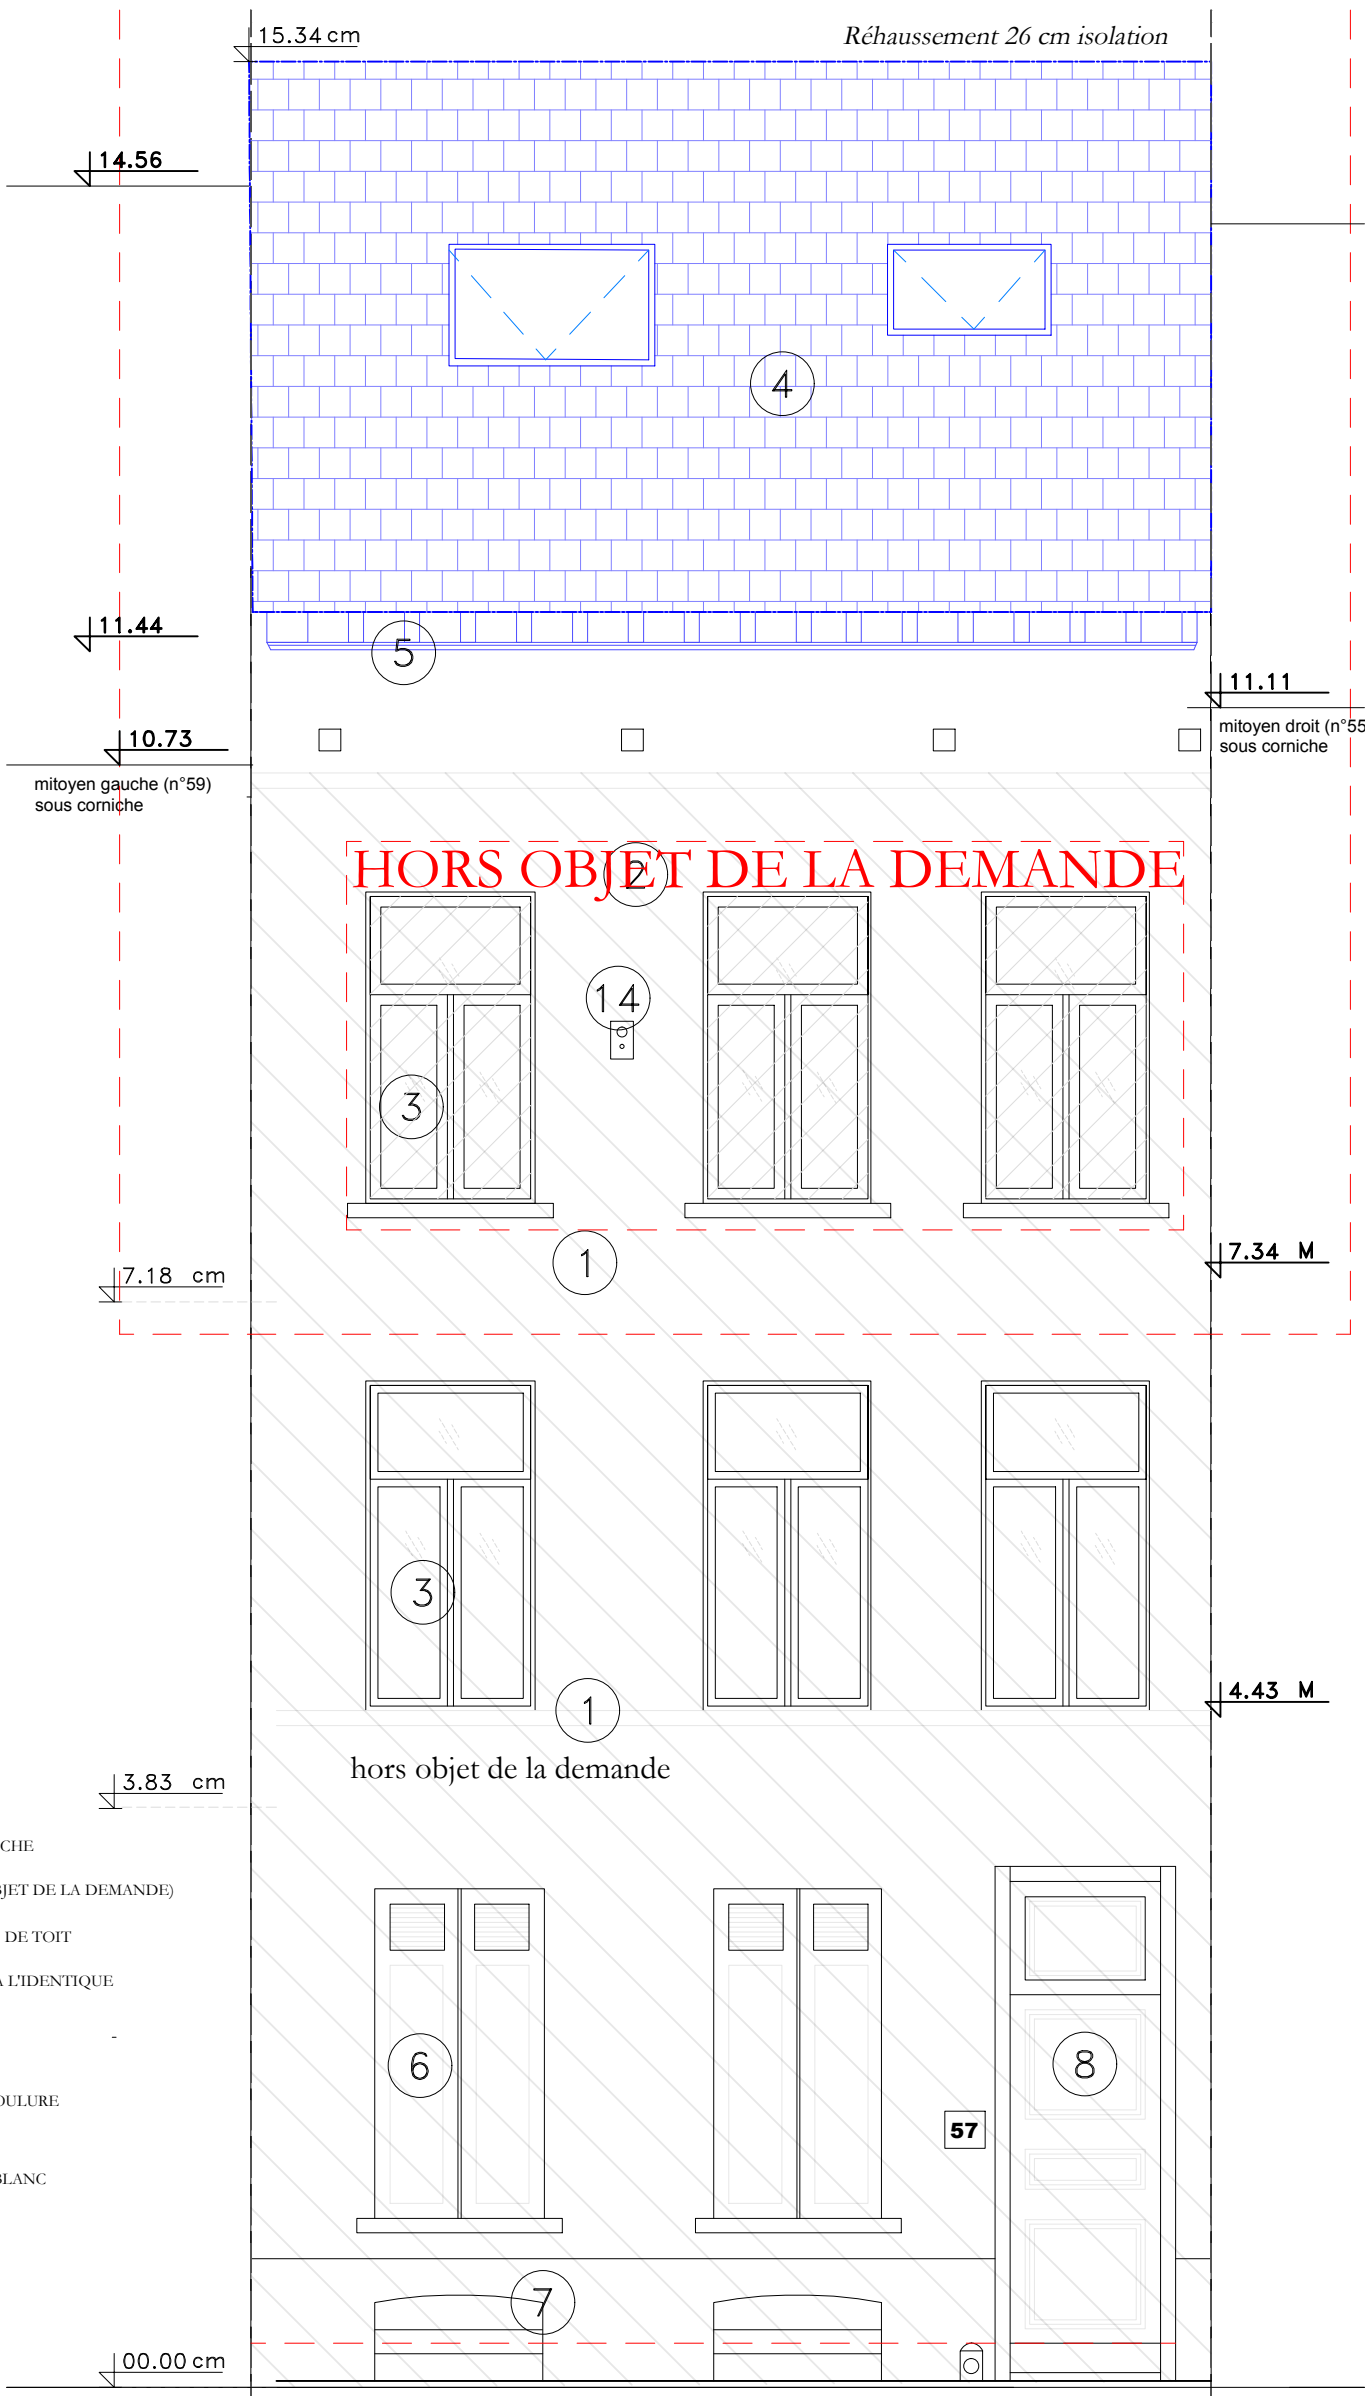 15.34 cm
Réhaussement 26 cm isolation
14.56
4
11.44
5
11.11
mitoyen droit (n°55
sous corniche
10.73
mitoyen gauche (n°59)
sous corniche
HORS OBJET DE LA DEMANDE
2
14
3
1
7.34 M
7.18 cm
3
1
4.43 M
hors objet de la demande
3.83 cm
CHE
BJET DE LA DEMANDE)
DE TOIT
A L'IDENTIQUE
-
6
8
OULURE
57
BLANC
7
00.00 cm